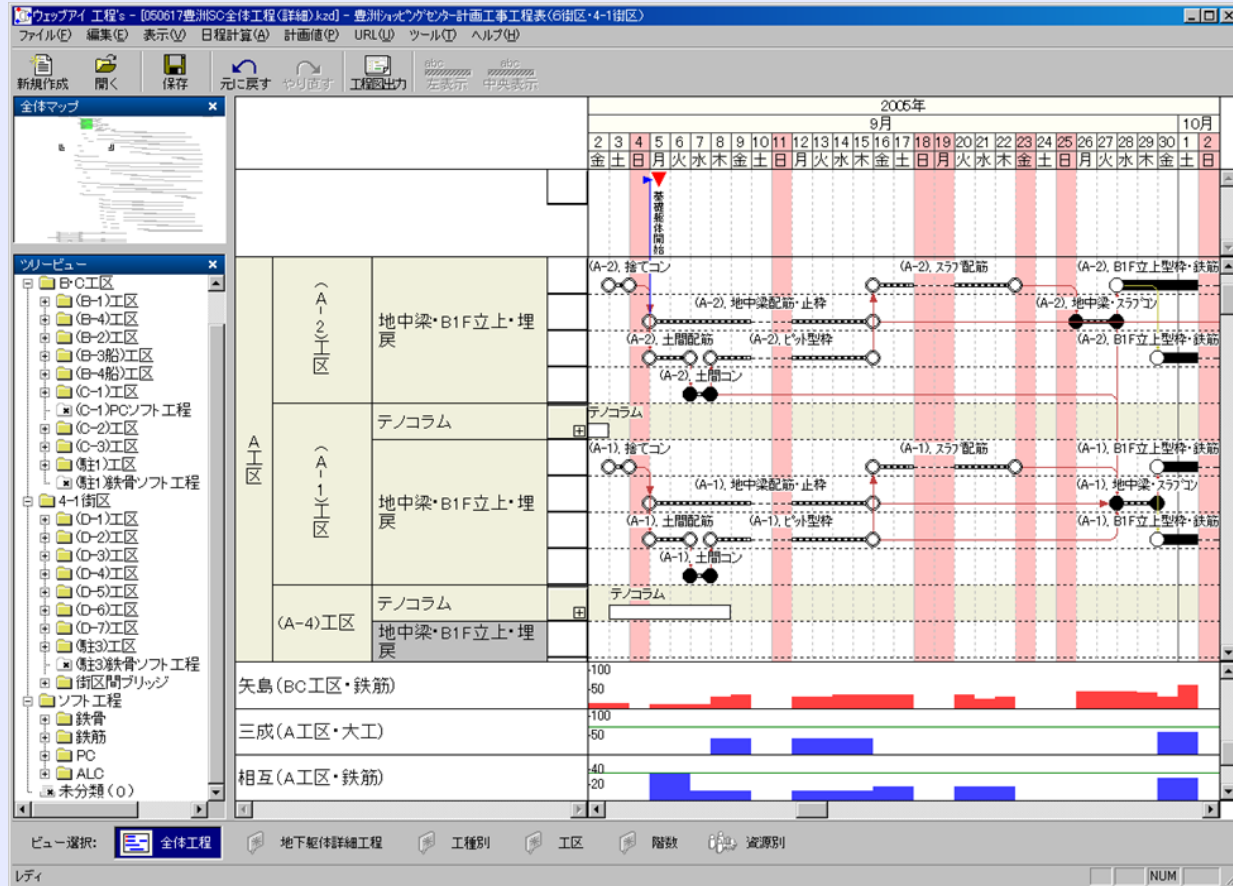 ウェッブアイ 工程's - [050617豊洲SC全体工程(詳細).kzd] - 豊洲ショッピングセンター計画工事工程表(6街区・4-1街区)
ファイル(F) 編集(E) 表示(V) 日程計算(A) 計画値(P) URL(U) ツール(T) ヘルプ(H)
新規作成 開く 保存 元に戻す やり直す 工程図出力 左表示 中央表示
abc abc
全体マップ
2005年
9月 10月
2 3 4 5 6 7 8 9 10 11 12 13 14 15 16 17 18 19 20 21 22 23 24 25 26 27 28 29 30 1 2
金 土 日 月 火 水 木 金 土 日 月 火 水 木 金 土 日 月 火 水 木 金 土 日 月 火 水 木 金 土 日
基礎躯体開始
ツリービュー
B・C工区
(B-1)工区
(B-4)工区
(B-2)工区
(B-3船)工区
(B-4船)工区
(C-1)工区
(C-1)PCソフト工程
(C-2)工区
(C-3)工区
(駐1)工区
(駐1)鉄骨ソフト工程
4-1街区
(D-1)工区
(D-2)工区
(D-3)工区
(D-4)工区
(D-5)工区
(D-6)工区
(D-7)工区
(駐3)工区
(駐3)鉄骨ソフト工程
街区間ブリッジ
ソフト工程
鉄骨
鉄筋
PC
ALC
未分類(0)
A工区
(A-2)工区
地中梁・B1F立上・埋
戻
(A-2), 捨てコン (A-2), スラブ配筋 (A-2), B1F立上型枠・鉄筋
(A-2), 地中梁配筋・止枠 (A-2), 地中梁・スラブコン
(A-2), 土間配筋 (A-2), ピット型枠 (A-2), B1F立上型枠・鉄筋
(A-2), 土間コン
(A-1)工区
テノコラム
テノコラム
地中梁・B1F立上・埋
戻
(A-1), 捨てコン (A-1), スラブ配筋 (A-1), B1F立上型枠・鉄筋
(A-1), 地中梁配筋・止枠 (A-1), 地中梁・スラブコン
(A-1), 土間配筋 (A-1), ピット型枠 (A-1), B1F立上型枠・鉄筋
(A-1), 土間コン
(A-4)工区
テノコラム
テノコラム
地中梁・B1F立上・埋
戻
矢島(BC工区・鉄筋)
-100
-50
三成(A工区・大工)
-100
-50
相互(A工区・鉄筋)
-40
-20
ビュー選択: 全体工程 地下躯体詳細工程 工種別 工区 階数 資源別
レディ NUM